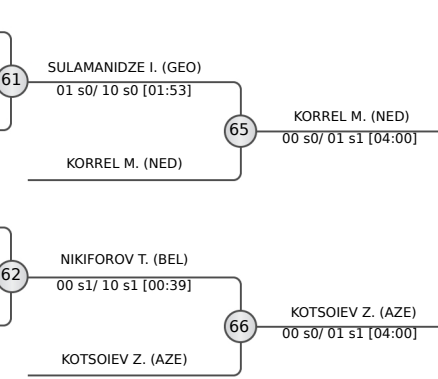 SULAMANIDZE I. (GEO)
61
01 s0/ 10 s0 [01:53]
KORREL M. (NED)
65
00 s0/ 01 s1 [04:00]
KORREL M. (NED)
NIKIFOROV T. (BEL)
62
00 s1/ 10 s1 [00:39]
KOTSOIEV Z. (AZE)
66
00 s0/ 01 s1 [04:00]
KOTSOIEV Z. (AZE)